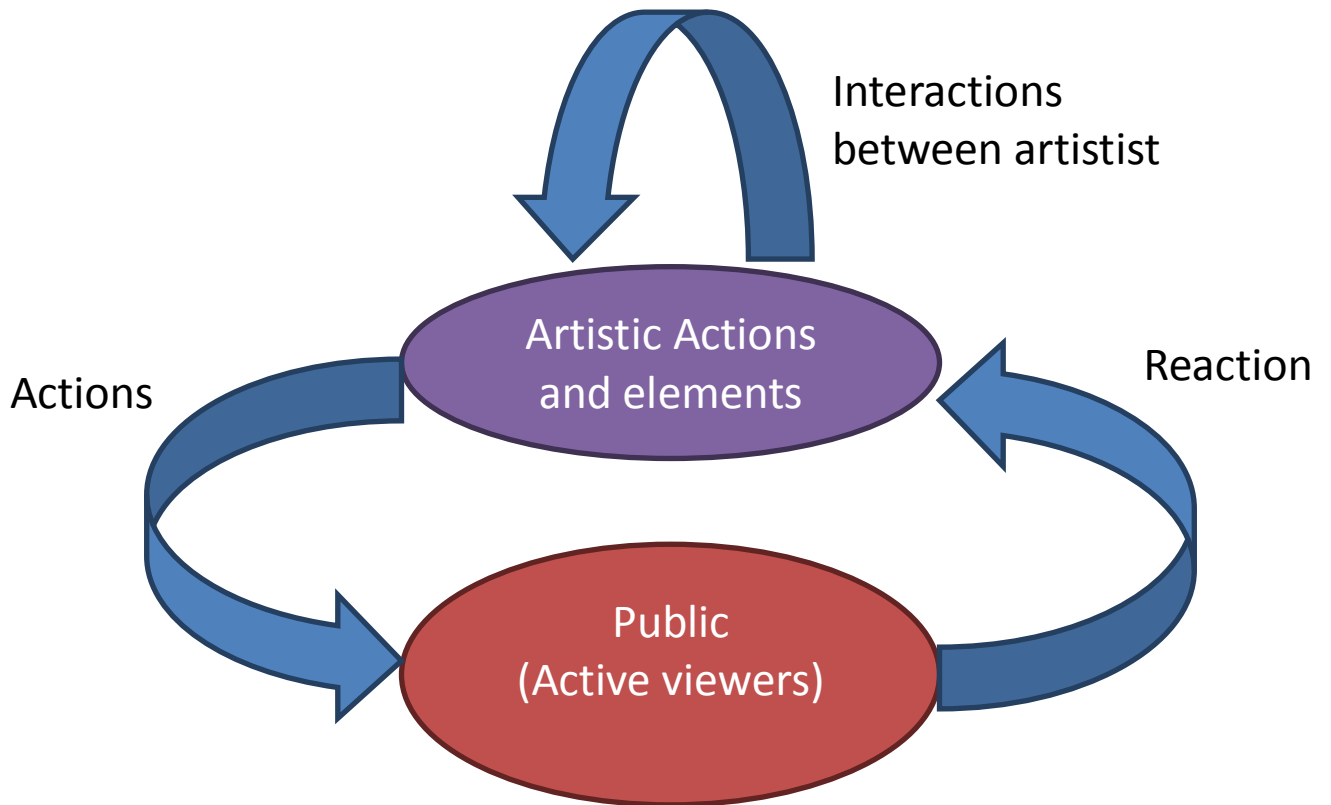 Interactions
between artistist
Artistic Actions
and elements
Actions
Reaction
Public
(Active viewers)